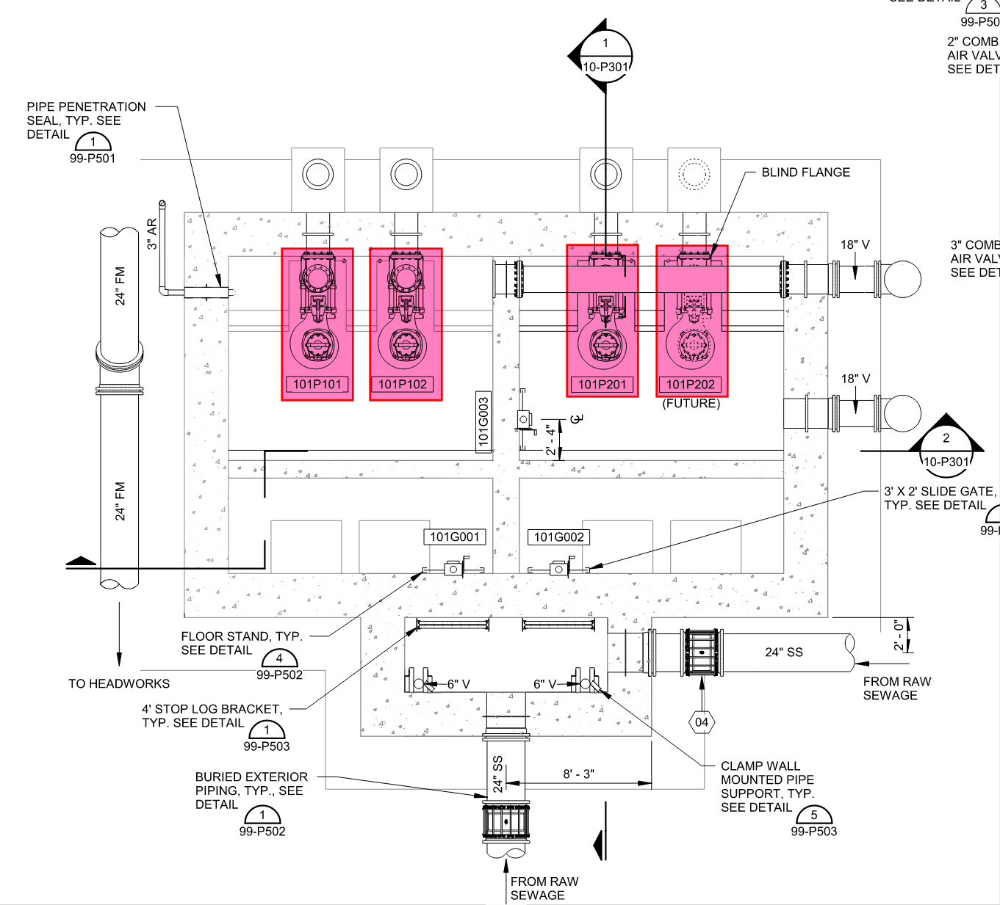 SEE DETAIL
3
99-P50
2" COMB
AIR VALV
SEE DET
1
10-P301
PIPE PENETRATION
SEAL, TYP. SEE
DETAIL
1
99-P501
BLIND FLANGE
3" AR
24" FM
18" V
3" COMB
AIR VALV
SEE DET
101P101
101P102
101P201
101P202
(FUTURE)
18" V
101G003
2' - 4"
CL
2
10-P301
24" FM
3' X 2' SLIDE GATE,
TYP. SEE DETAIL
99-
101G001
101G002
FLOOR STAND, TYP.
SEE DETAIL
4
99-P502
2' - 0"
24" SS
TO HEADWORKS
6" V
6" V
FROM RAW
SEWAGE
4' STOP LOG BRACKET,
TYP. SEE DETAIL
1
99-P503
04
24" SS
8' - 3"
BURIED EXTERIOR
PIPING, TYP., SEE
DETAIL
1
99-P502
CLAMP WALL
MOUNTED PIPE
SUPPORT, TYP.
SEE DETAIL
5
99-P503
FROM RAW
SEWAGE